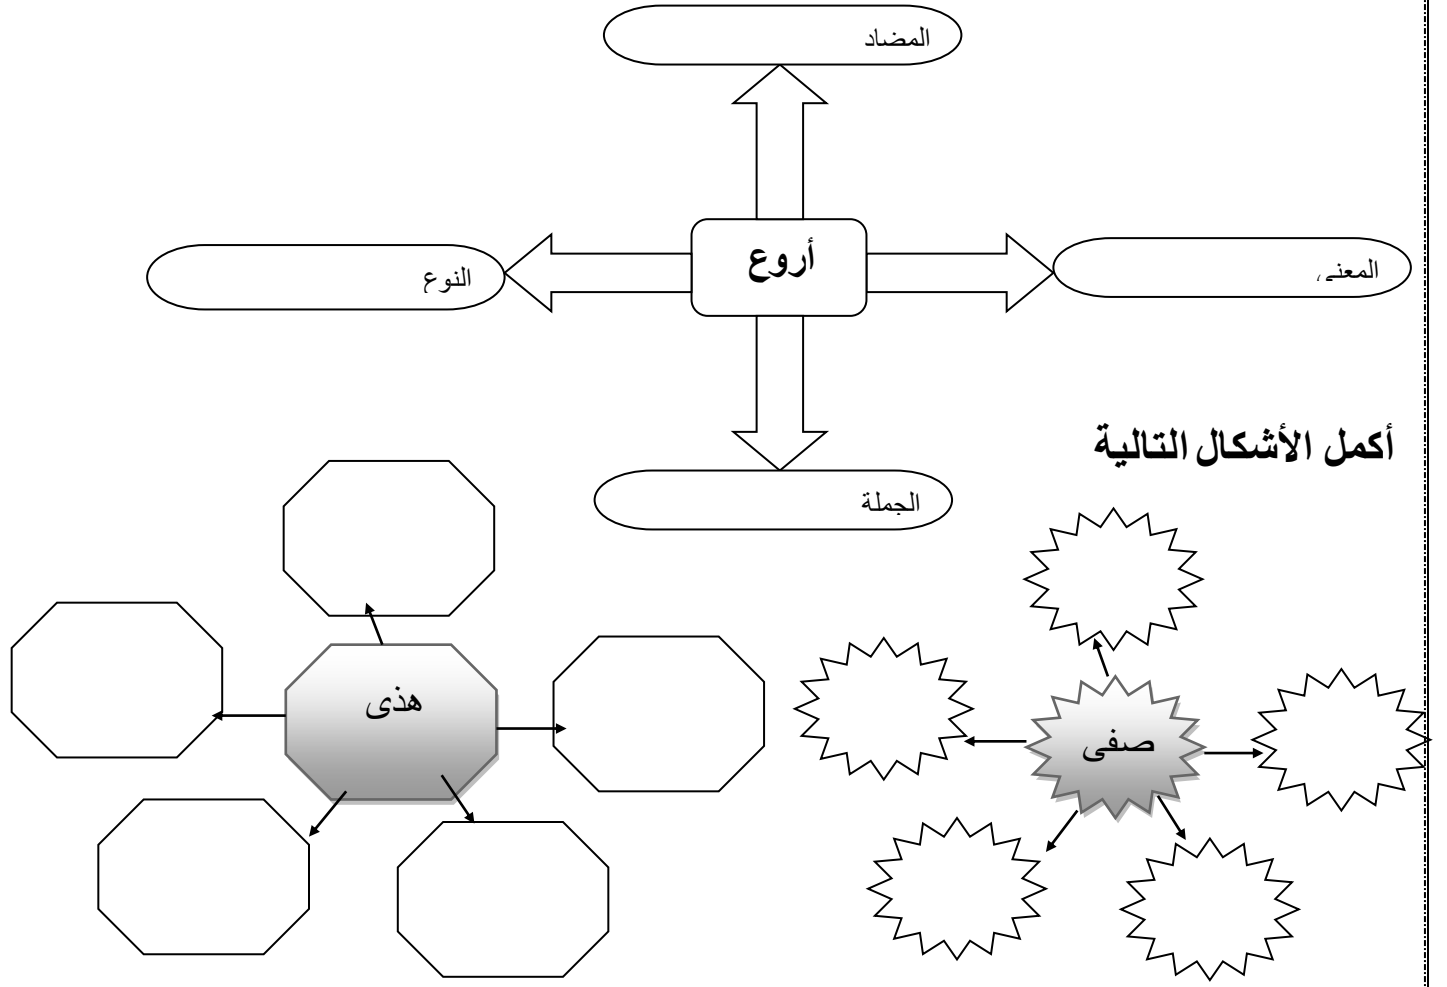 المضاد
أروع
المعنى
النوع
أكمل الأشكال التالية
الجملة
هذى
صفى